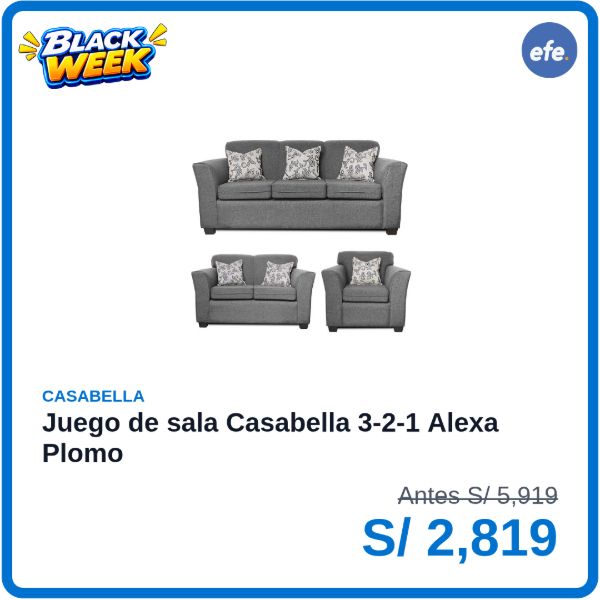 BLACK
WEEK
efe.
CASABELLA
Juego de sala Casabella 3-2-1 Alexa
Plomo
Antes S/ 5,919
S/ 2,819